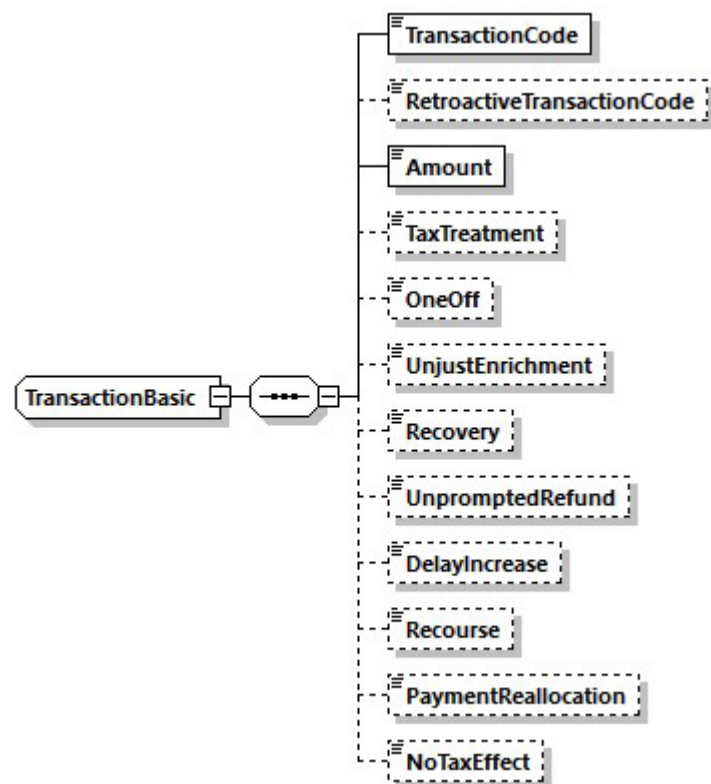 TransactionCode
RetroactiveTransactionCode
Amount
TaxTreatment
OneOff
UnjustEnrichment
TransactionBasic
Recovery
UnpromptedRefund
DelayIncrease
Recourse
PaymentReallocation
NoTaxEffect